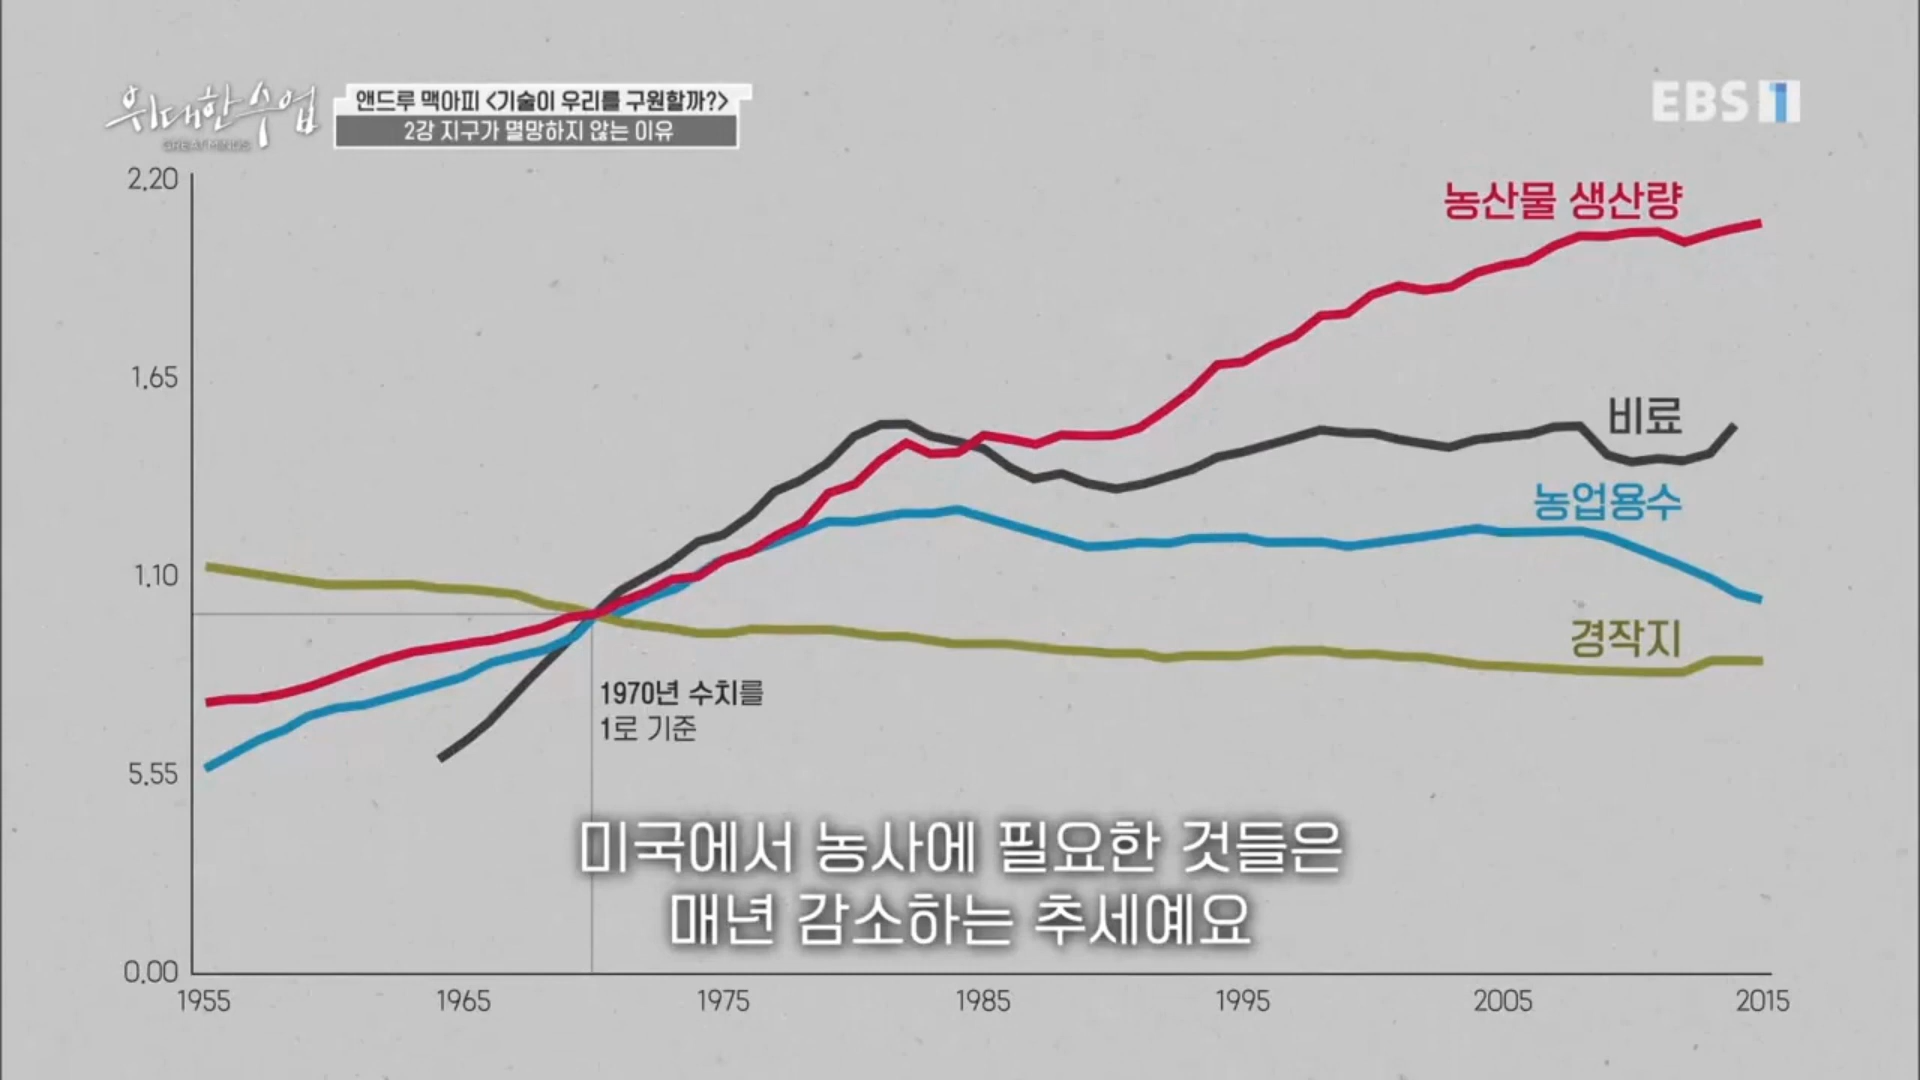 위대한 수업
GREAT MINDS
앤드루 맥아피 <기술이 우리를 구원할까?>
2강 지구가 멸망하지 않는 이유
EBS 1
2.20
1.65
1.10
5.55
0.00
농산물 생산량
비료
농업용수
경작지
1970년 수치를
1로 기준
미국에서 농사에 필요한 것들은
매년 감소하는 추세예요
1955 1965 1975 1985 1995 2005 2015